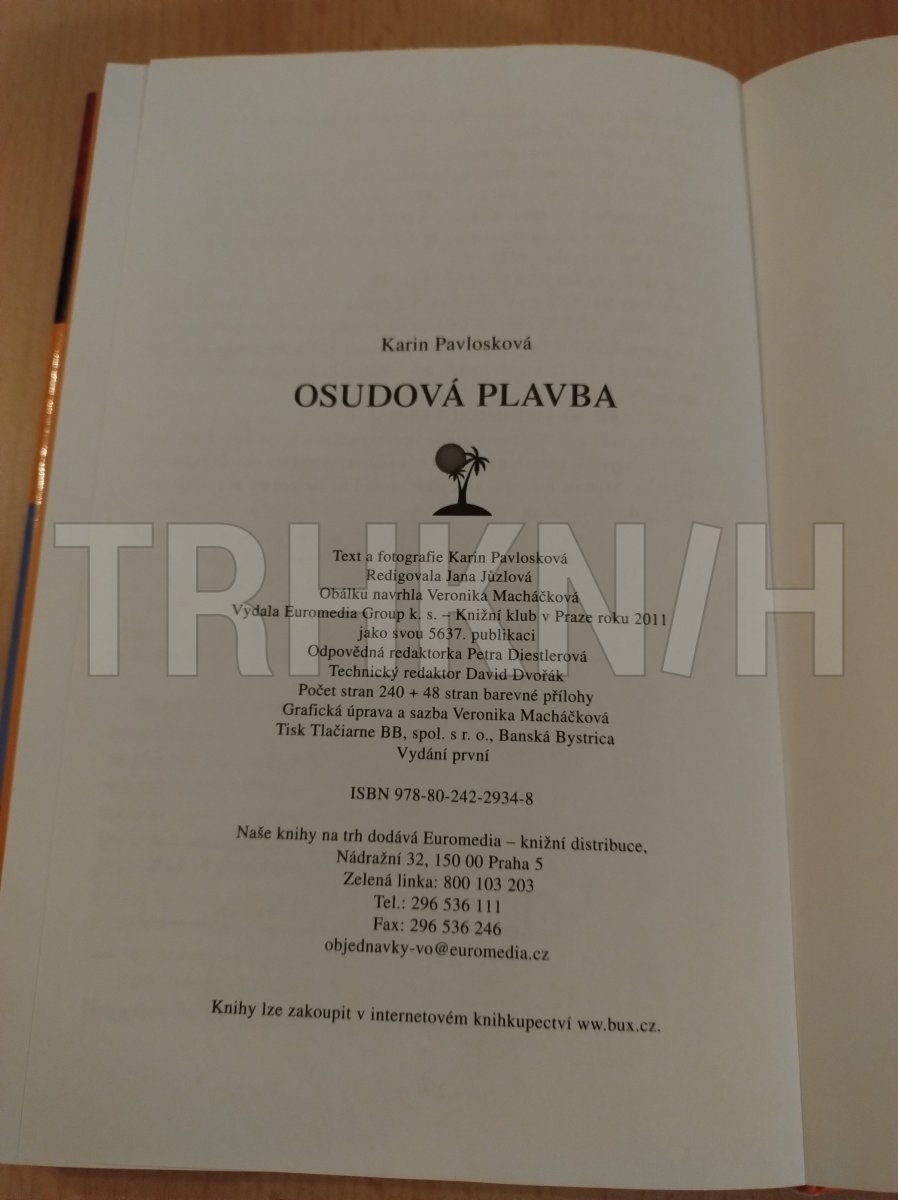 Karin Pavlosková
OSUDOVÁ PLAVBA
TRHKNIH
Text a fotografie Karin Pavlosková
Redigovala Jana Jůzlová
Obálku navrhla Veronika Macháčková
Vydala Euromedia Group k. s. – Knižní klub v Praze roku 2011
jako svou 5637. publikaci
Odpovědná redaktorka Petra Diestlerová
Technický redaktor David Dvořák
Počet stran 240 + 48 stran barevné přílohy
Grafická úprava a sazba Veronika Macháčková
Tisk Tlačiarne BB, spol. s r. o., Banská Bystrica
Vydání první
ISBN 978-80-242-2934-8
Naše knihy na trh dodává Euromedia – knižní distribuce,
Nádražní 32, 150 00 Praha 5
Zelená linka: 800 103 203
Tel.: 296 536 111
Fax: 296 536 246
objednavky-vo@euromedia.cz
Knihy lze zakoupit v internetovém knihkupectví ww.bux.cz.